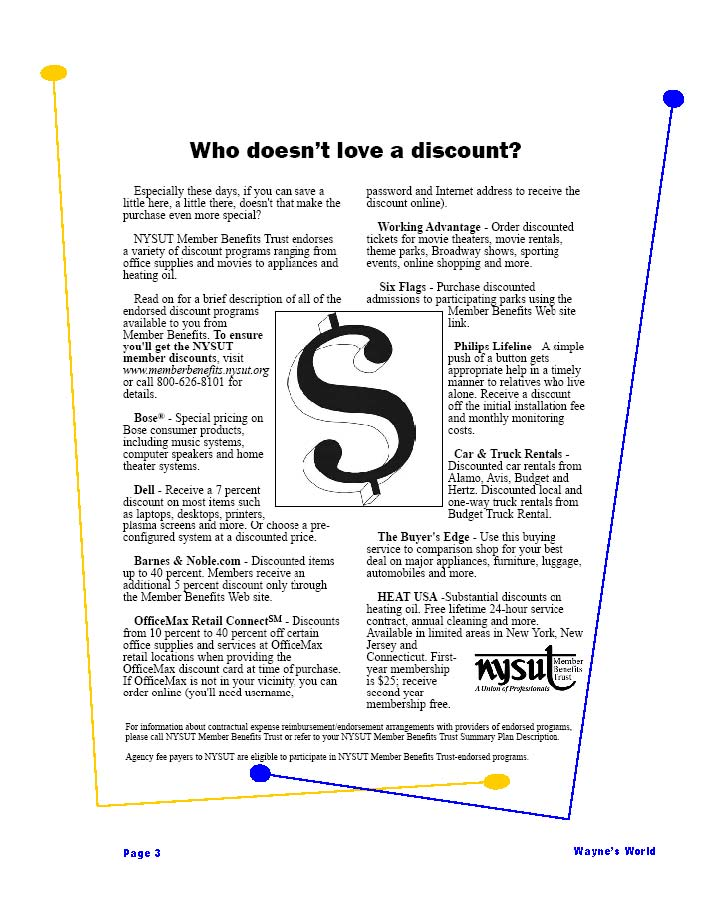 Who doesn't love a discount?
Especially these days, if you can save a
little here, a little there, doesn't that make the
purchase even more special?
NYSUT Member Benefits Trust endorses
a variety of discount programs ranging from
office supplies and movies to appliances and
heating oil.
Read on for a brief description of all of the
endorsed discount programs
available to you from
Member Benefits. To ensure
you'll get the NYSUT
member discounts, visit
www.memberbenefits.nysut.org
or call 800-626-8101 for
details.
Bose® - Special pricing on
Bose consumer products,
including music systems,
computer speakers and home
theater systems.
Dell - Receive a 7 percent
discount on most items such
as laptops, desktops, printers,
plasma screens and more. Or choose a pre-
configured system at a discounted price.
Barnes & Noble.com - Discounted items
up to 40 percent. Members receive an
additional 5 percent discount only through
the Member Benefits Web site.
OfficeMax Retail Connect℠ - Discounts
from 10 percent to 40 percent off certain
office supplies and services at OfficeMax
retail locations when providing the
OfficeMax discount card at time of purchase.
If OfficeMax is not in your vicinity, you can
order online (you'll need username,
password and Internet address to receive the
discount online).
Working Advantage - Order discounted
tickets for movie theaters, movie rentals,
theme parks, Broadway shows, sporting
events, online shopping and more.
Six Flags - Purchase discounted
admissions to participating parks using the
Member Benefits Web site
link.
Philips Lifeline - A simple
push of a button gets
appropriate help in a timely
manner to relatives who live
alone. Receive a discount
off the initial installation fee
and monthly monitoring
costs.
Car & Truck Rentals -
Discounted car rentals from
Alamo, Avis, Budget and
Hertz. Discounted local and
one-way truck rentals from
Budget Truck Rental.
The Buyer's Edge - Use this buying
service to comparison shop for your best
deal on major appliances, furniture, luggage,
automobiles and more.
HEAT USA -Substantial discounts on
heating oil. Free lifetime 24-hour service
contract, annual cleaning and more.
Available in limited areas in New York, New
Jersey and
Connecticut. First-
year membership
is $25; receive
second year
membership free.
nysut Member
Benefits
Trust
A Union of Professionals
For information about contractual expense reimbursement/endorsement arrangements with providers of endorsed programs,
please call NYSUT Member Benefits Trust or refer to your NYSUT Member Benefits Trust Summary Plan Description.
Agency fee payers to NYSUT are eligible to participate in NYSUT Member Benefits Trust-endorsed programs.
Page 3
Wayne's World